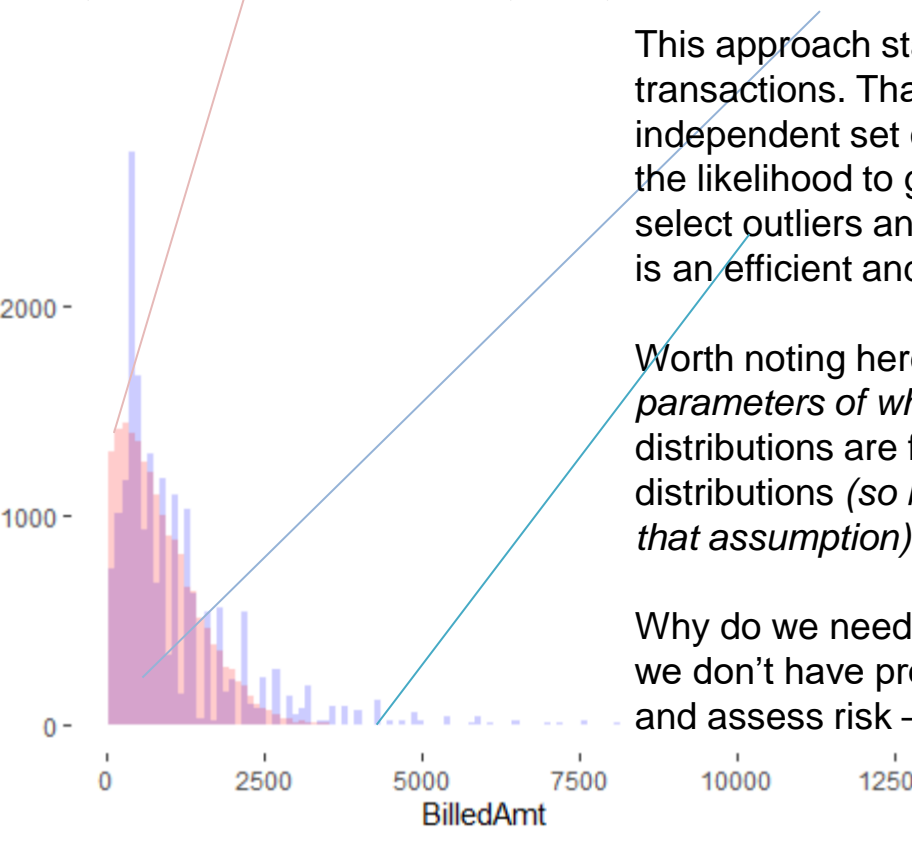 This approach sta
transactions. Tha
independent set
the likelihood to g
select outliers an
is an efficient and
Worth noting here
parameters of wh
distributions are f
distributions (so
that assumption)
Why do we need
we don’t have pro
and assess risk –
2000
1000
0
0 2500 5000 7500 10000 1250
BilledAmt